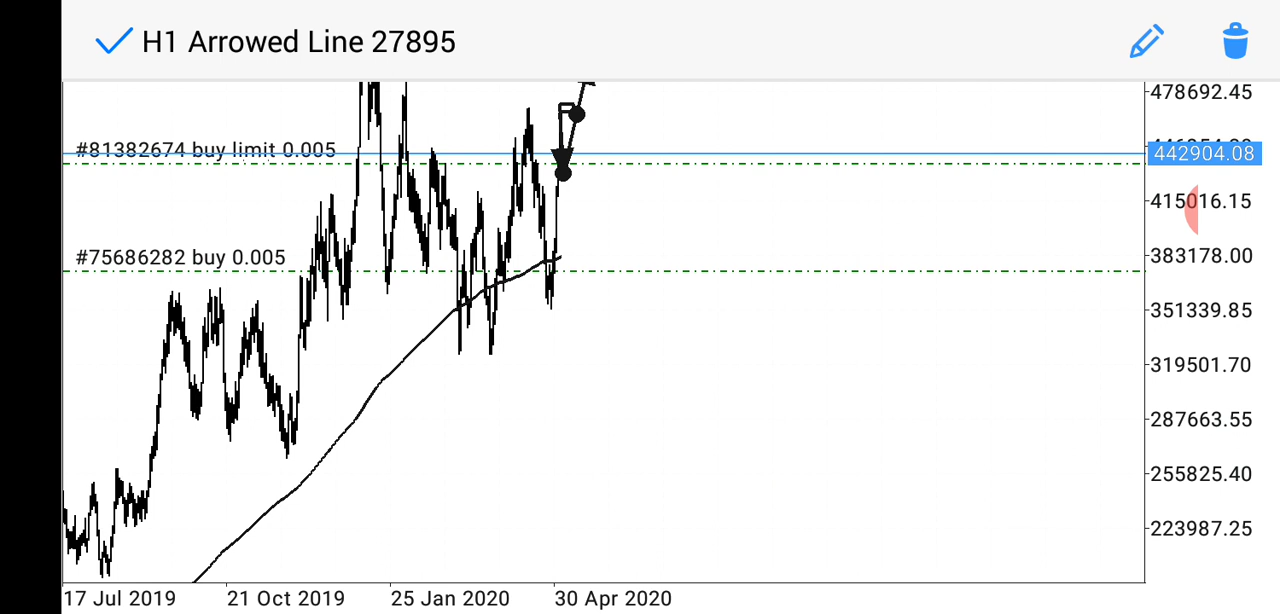 H1 Arrowed Line 27895
478692.45
#81382674 buy limit 0.005
442904.08
415016.15
#75686282 buy 0.005
383178.00
351339.85
319501.70
287663.55
255825.40
223987.25
17 Jul 2019 21 Oct 2019 25 Jan 2020 30 Apr 2020